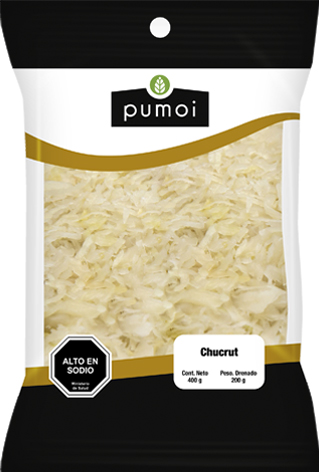 pumoi
Chucrut
Cont. Neto Peso. Drenado
400 g 200 g
ALTO EN
SODIO
Ministerio
de Salud